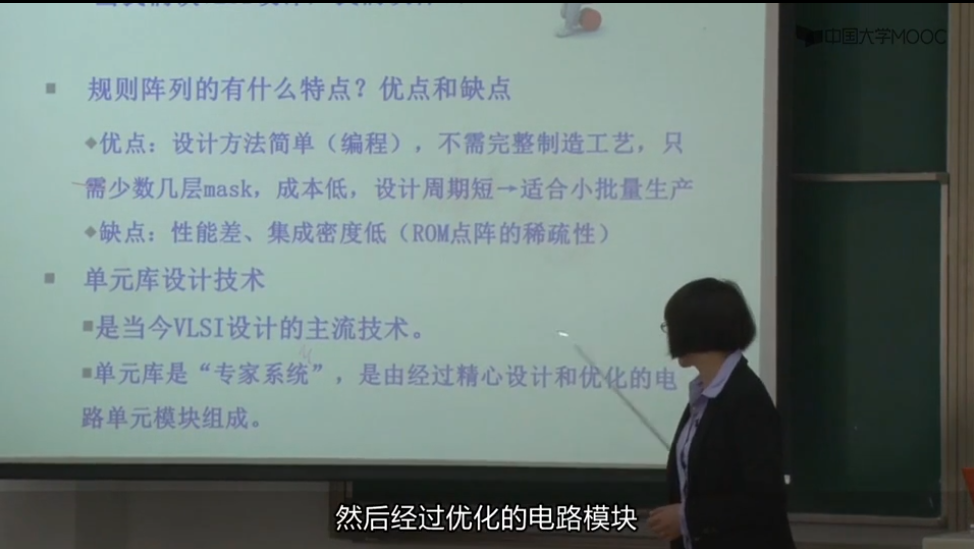 中国大学MOOC
规则阵列的有什么特点？优点和缺点
优点：设计方法简单（编程），不需完整制造工艺，只
需少数几层mask，成本低，设计周期短→适合小批量生产
缺点：性能差、集成密度低（ROM点阵的稀疏性）
单元库设计技术
是当今VLSI设计的主流技术。
单元库是“专家系统”，是由经过精心设计和优化的电
路单元模块组成。
然后经过优化的电路模块